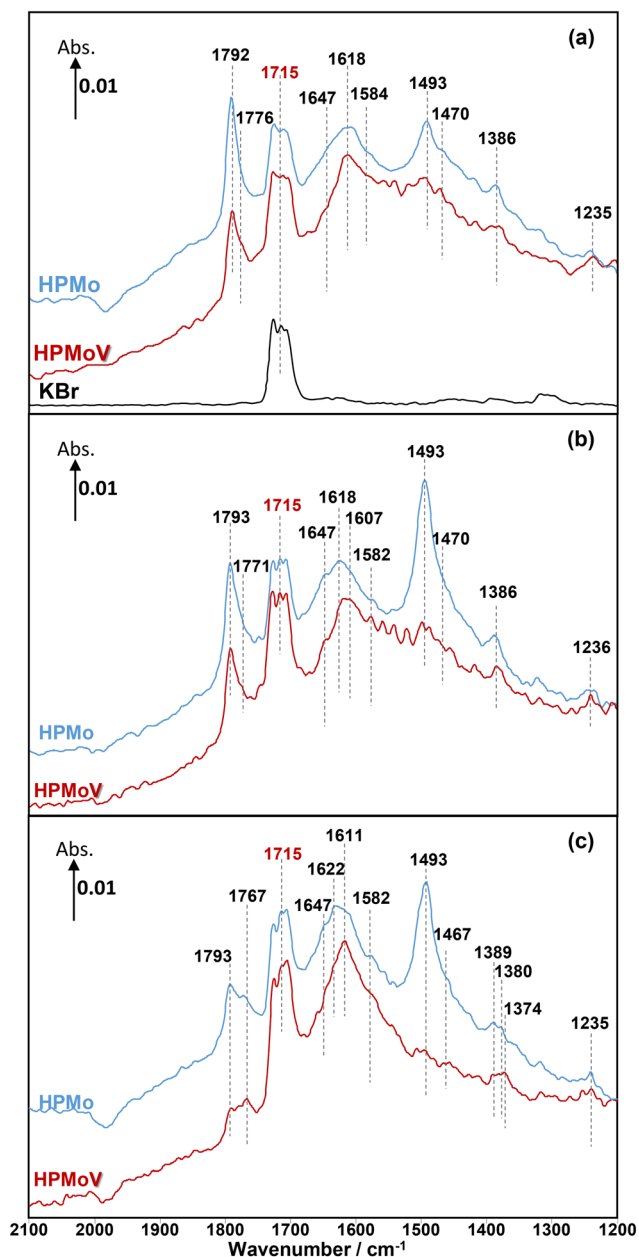 (a)
Abs.
0.01
1792
1776
1715
1647
1618
1584
1493
1470
1386
1235
HPMo
HPMoV
KBr
(b)
Abs.
0.01
1793
1771
1715
1647
1618
1607
1582
1493
1470
1386
1236
HPMo
HPMoV
(c)
Abs.
0.01
1793
1767
1715
1647
1622
1611
1582
1493
1467
1389
1380
1374
1235
HPMo
HPMoV
2100 2000 1900 1800 1700 1600 1500 1400 1300 1200
Wavenumber / cm-1